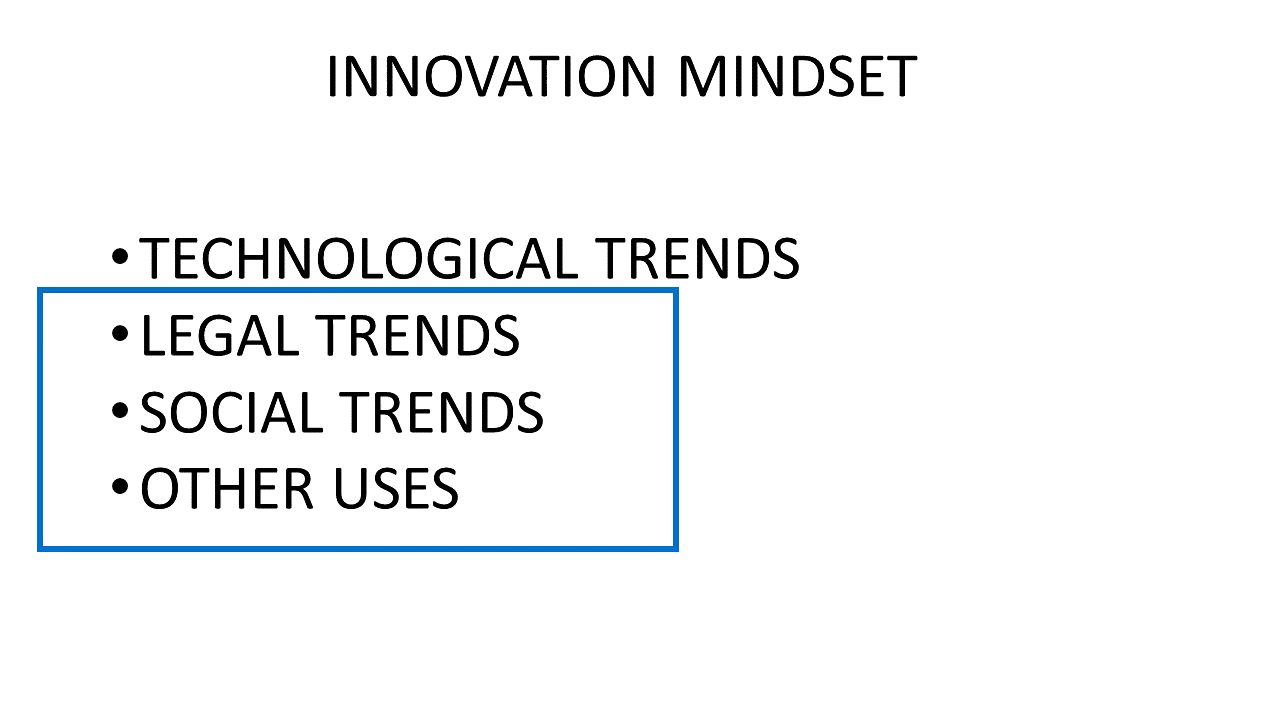 INNOVATION MINDSET
• TECHNOLOGICAL TRENDS
• LEGAL TRENDS
• SOCIAL TRENDS
• OTHER USES